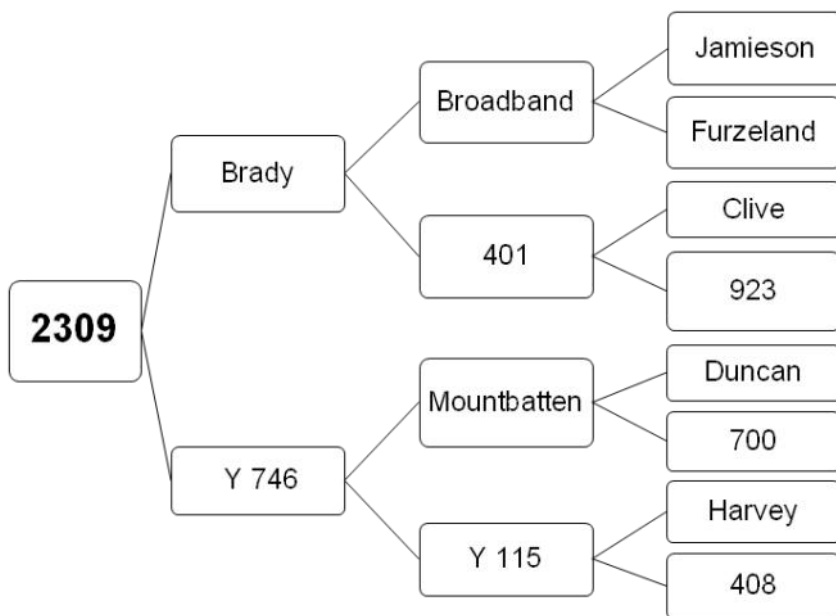 2309
Brady
Y 746
Broadband
401
Mountbatten
Y 115
Jamieson
Furzeland
Clive
923
Duncan
700
Harvey
408